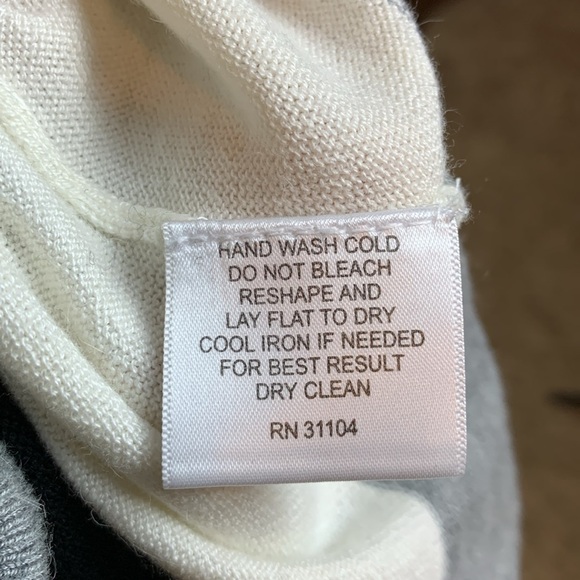 HAND WASH COLD
DO NOT BLEACH
RESHAPE AND
LAY FLAT TO DRY
COOL IRON IF NEEDED
FOR BEST RESULT
DRY CLEAN
RN 31104